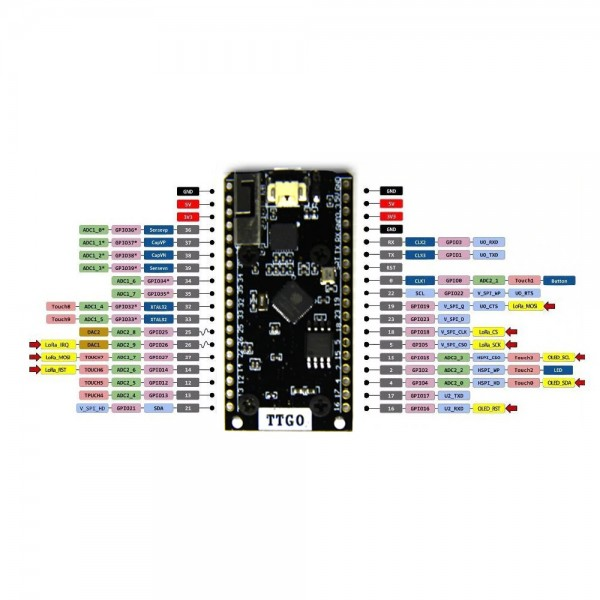 GND
5V
3V3
ADC1_0* GPIO36* Sensevp 36
ADC1_1* GPIO37* CapVP 37
ADC1_2* GPIO38* CapVN 38
ADC1_3* GPIO39* Sensevn 39
ADC1_6 GPIO34* 34
ADC1_7 GPIO35* 35
Touch8 ADC1_4 GPIO32* XTAL32 32
Touch9 ADC1_5 GPIO33* XTAL32 33
DAC2 ADC2_8 GPIO25 25
LoRa_IRQ DAC1 ADC2_9 GPIO26 26
LoRa_MOSI TOUCH7 ADC2_7 GPIO27 27
LoRa_RST TOUCH6 ADC2_6 GPIO14 14
TOUCH5 ADC2_5 GPIO12 12
TPUCH4 ADC2_4 GPIO13 13
V_SPI_HD GPIO21 SDA 21
GND
5V
3V3
GND
RX CLK2 GPIO3 U0_RXD
TX CLK3 GPIO1 U0_TXD
RST
0 CLK1 GPIO0 ADC2_1 Touch1 Button
22 SCL GPIO22 V_SPI_WP U0_RTS
19 GPIO19 V_SPI_Q U0_CTS LoRa_MOSI
23 GPIO23 V_SPI_D
18 GPIO18 V_SPI_CLK LoRa_CS
5 GPIO5 V_SPI_CS0 LoRa_SCK
15 ADC2_3 Touch3 OLED_SCL
2 GPIO2 ADC2_2 HSPI_WP Touch2 LED
4 GPIO4 ADC2_0 HSPI_HD Touch0 OLED_SDA
17 GPIO17 U2_TXD
16 GPIO16 U2_RXD OLED_RST
TTGO